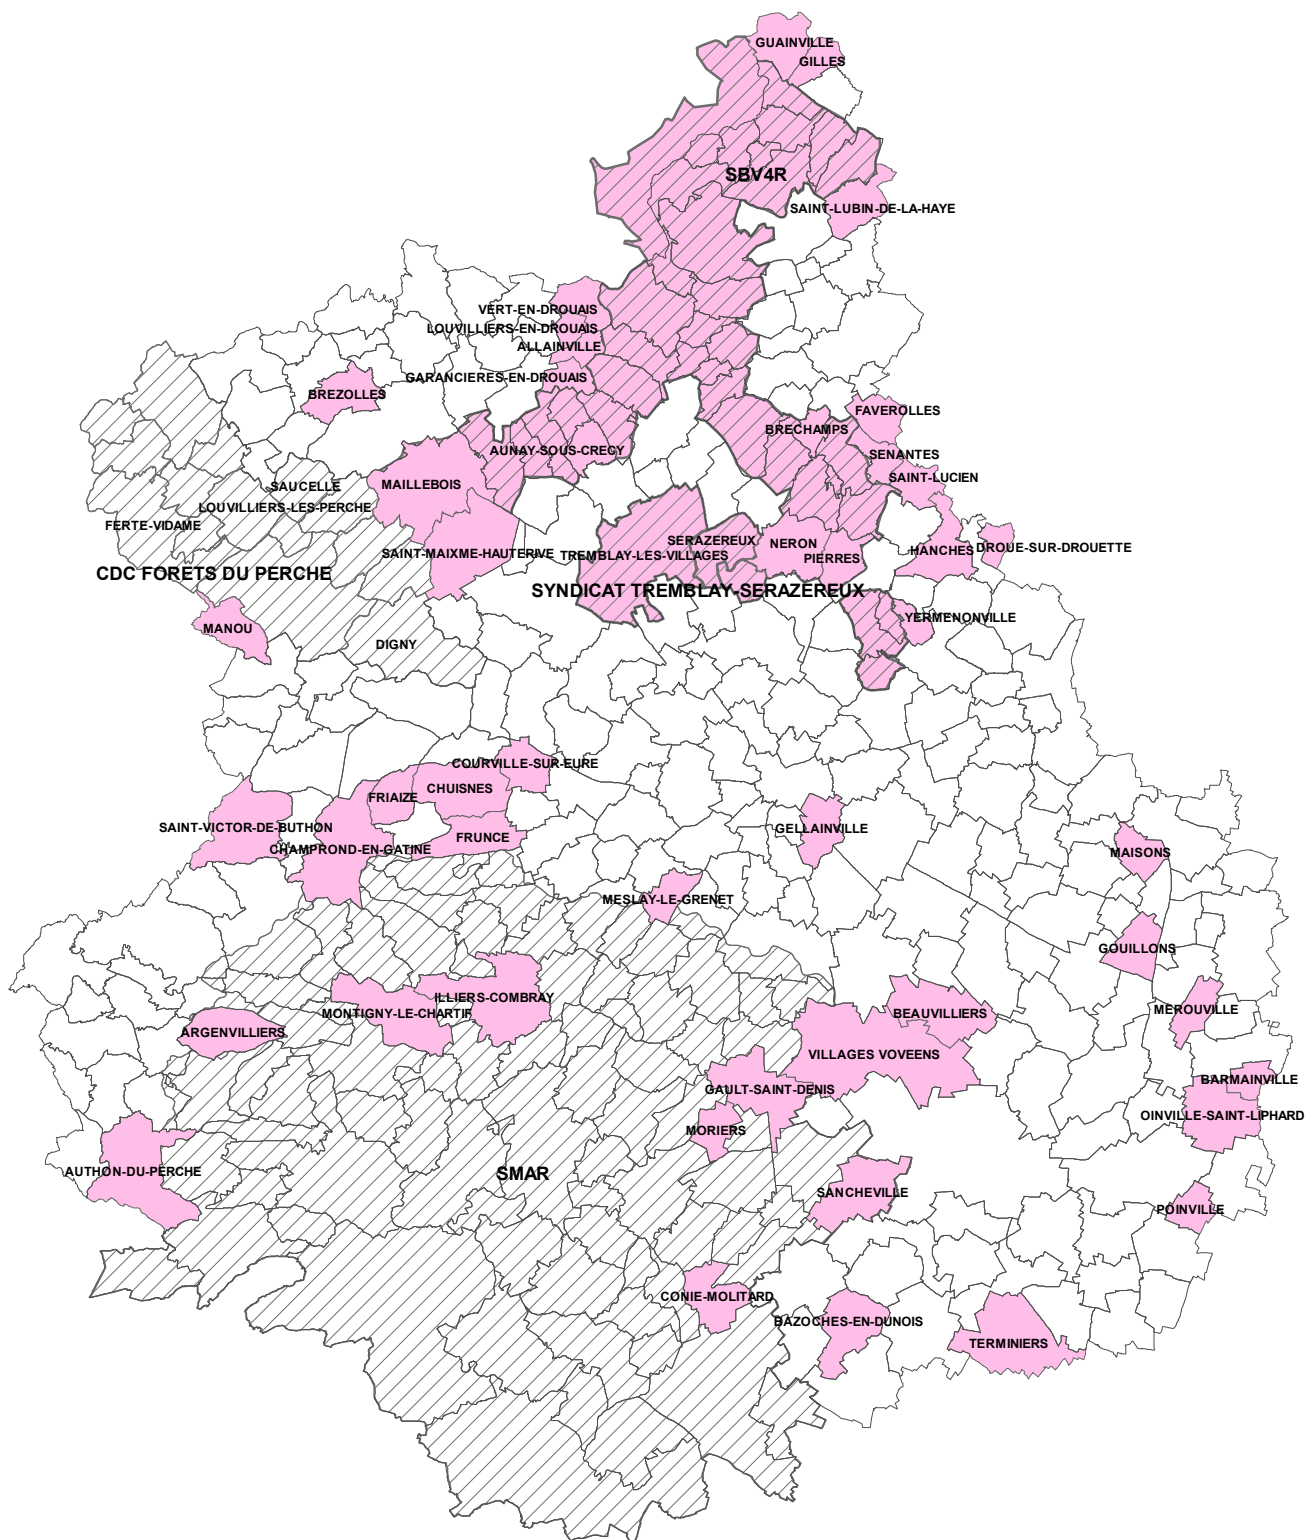 GUAINVILLE
GILLES
SBV4R
SAINT-LUBIN-DE-LA-HAYE
VERT-EN-DROUAIS
LOUVILLIERS-EN-DROUAIS
ALLAINVILLE
GARANCIERES-EN-DROUAIS
BREZOLLES
FAVEROLLES
BRECHAMPS
AUNAY-SOUS-CRECY
SENANTES
SAINT-LUCIEN
MAILLEBOIS
SAUCELLE
LOUVILLIERS-LES-PERCHE
FERTE-VIDAME
SERAZEREUX
NERON
HANCHES
DROUE-SUR-DROUETTE
SAINT-MAIXME-HAUTERIVE
TREMBLAY-LES-VILLAGES
PIERRES
CDC FORETS DU PERCHE
SYNDICAT TREMBLAY-SERAZEREUX
YERMENONVILLE
MANOU
DIGNY
COURVILLE-SUR-EURE
CHUISNES
FRIAIZE
SAINT-VICTOR-DE-BUTHON
GELLAINVILLE
FRUNCE
CHAMPROND-EN-GATINE
MAISONS
MESLAY-LE-GRENET
GOUILLONS
ILLIERS-COMBRAY
MEROUVILLE
MONTIGNY-LE-CHARTIF
BEAUVILLIERS
ARGENVILLIERS
VILLAGES VOVEENS
BARMAINVILLE
GAULT-SAINT-DENIS
OINVILLE-SAINT-LIPHARD
MORIERS
AUTHON-DU-PERCHE
SMAR
SANCHEVILLE
POINVILLE
CONIE-MOLITARD
BAZOCHES-EN-DUNOIS
TERMINIERS